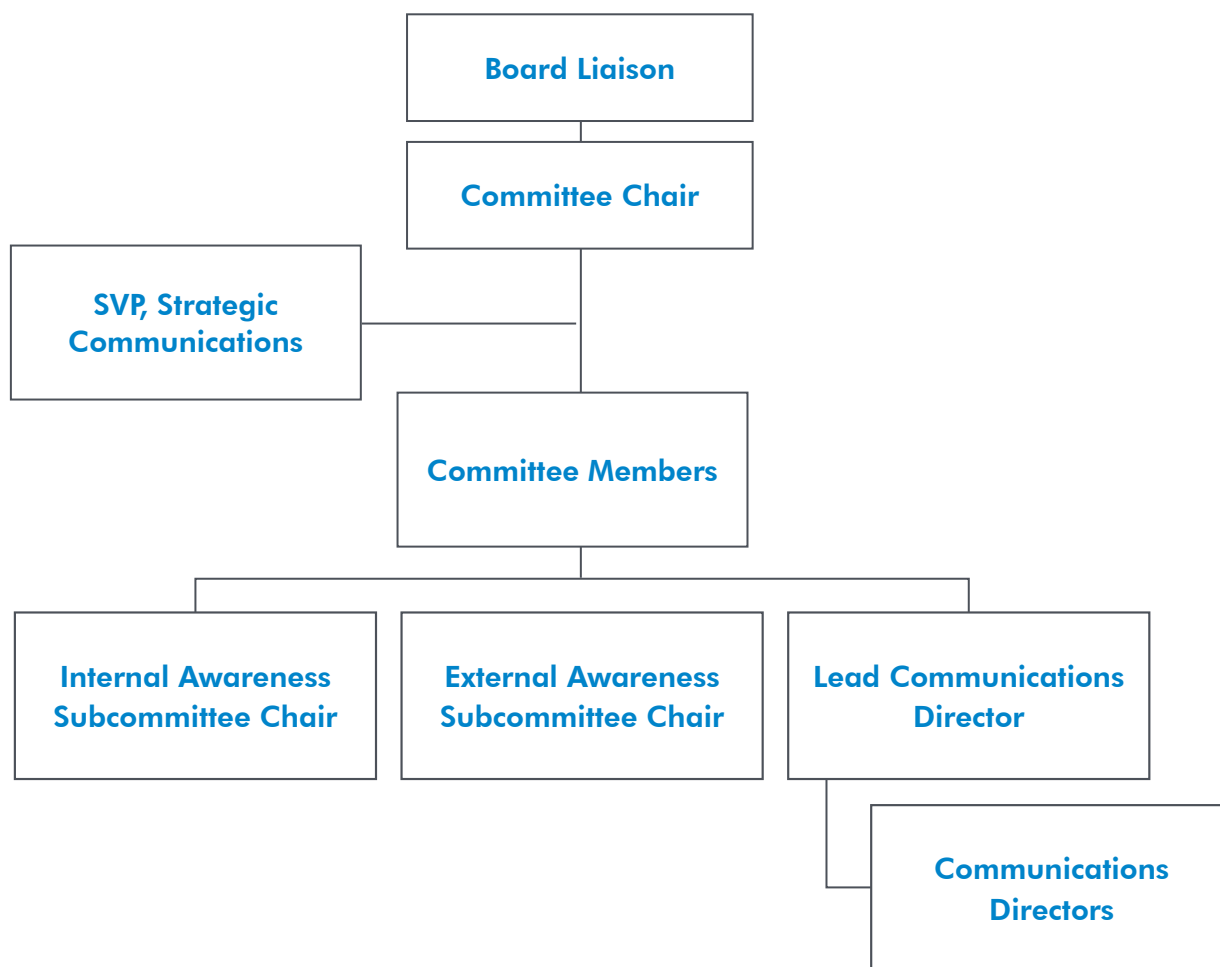 Board Liaison
Committee Chair
SVP, Strategic
Communications
Committee Members
Internal Awareness
Subcommittee Chair
External Awareness
Subcommittee Chair
Lead Communications
Director
Communications
Directors